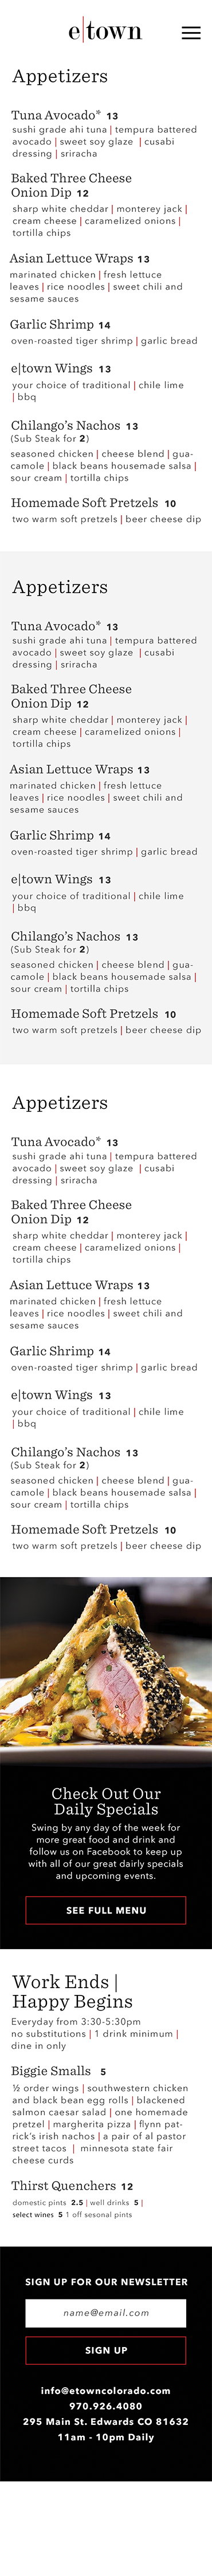 e|town
Appetizers
Tuna Avocado* 13
sushi grade ahi tuna | tempura battered
avocado | sweet soy glaze | cusabi
dressing | sriracha
Baked Three Cheese
Onion Dip 12
sharp white cheddar | monterey jack |
cream cheese | caramelized onions |
tortilla chips
Asian Lettuce Wraps 13
marinated chicken | fresh lettuce
leaves | rice noodles | sweet chili and
sesame sauces
Garlic Shrimp 14
oven-roasted tiger shrimp | garlic bread
e|town Wings 13
your choice of traditional | chile lime
| bbq
Chilango's Nachos 13
(Sub Steak for 2)
seasoned chicken | cheese blend | gua-
camole | black beans housemade salsa |
sour cream | tortilla chips
Homemade Soft Pretzels 10
two warm soft pretzels | beer cheese dip
Appetizers
Tuna Avocado* 13
sushi grade ahi tuna | tempura battered
avocado | sweet soy glaze | cusabi
dressing | sriracha
Baked Three Cheese
Onion Dip 12
sharp white cheddar | monterey jack |
cream cheese | caramelized onions |
tortilla chips
Asian Lettuce Wraps 13
marinated chicken | fresh lettuce
leaves | rice noodles | sweet chili and
sesame sauces
Garlic Shrimp 14
oven-roasted tiger shrimp | garlic bread
e|town Wings 13
your choice of traditional | chile lime
| bbq
Chilango's Nachos 13
(Sub Steak for 2)
seasoned chicken | cheese blend | gua-
camole | black beans housemade salsa |
sour cream | tortilla chips
Homemade Soft Pretzels 10
two warm soft pretzels | beer cheese dip
Appetizers
Tuna Avocado* 13
sushi grade ahi tuna | tempura battered
avocado | sweet soy glaze | cusabi
dressing | sriracha
Baked Three Cheese
Onion Dip 12
sharp white cheddar | monterey jack |
cream cheese | caramelized onions |
tortilla chips
Asian Lettuce Wraps 13
marinated chicken | fresh lettuce
leaves | rice noodles | sweet chili and
sesame sauces
Garlic Shrimp 14
oven-roasted tiger shrimp | garlic bread
e|town Wings 13
your choice of traditional | chile lime
| bbq
Chilango's Nachos 13
(Sub Steak for 2)
seasoned chicken | cheese blend | gua-
camole | black beans housemade salsa |
sour cream | tortilla chips
Homemade Soft Pretzels 10
two warm soft pretzels | beer cheese dip
Check Out Our
Daily Specials
Swing by any day of the week for
more great food and drink and
follow us on Facebook to keep up
with all of our great dairly specials
and upcoming events.
SEE FULL MENU
Work Ends |
Happy Begins
Everyday from 3:30-5:30pm
no substitutions | 1 drink minimum |
dine in only
Biggie Smalls 5
½ order wings | southwestern chicken
and black bean egg rolls | blackened
salmon caesar salad | one homemade
pretzel | margherita pizza | flynn pat-
rick's irish nachos | a pair of al pastor
street tacos | minnesota state fair
cheese curds
Thirst Quenchers 12
domestic pints 2.5 | well drinks 5 |
select wines 5 1 off sesonal pints
SIGN UP FOR OUR NEWSLETTER
name@email.com
SIGN UP
info@etowncolorado.com
970.926.4080
295 Main St. Edwards CO 81632
11am - 10pm Daily